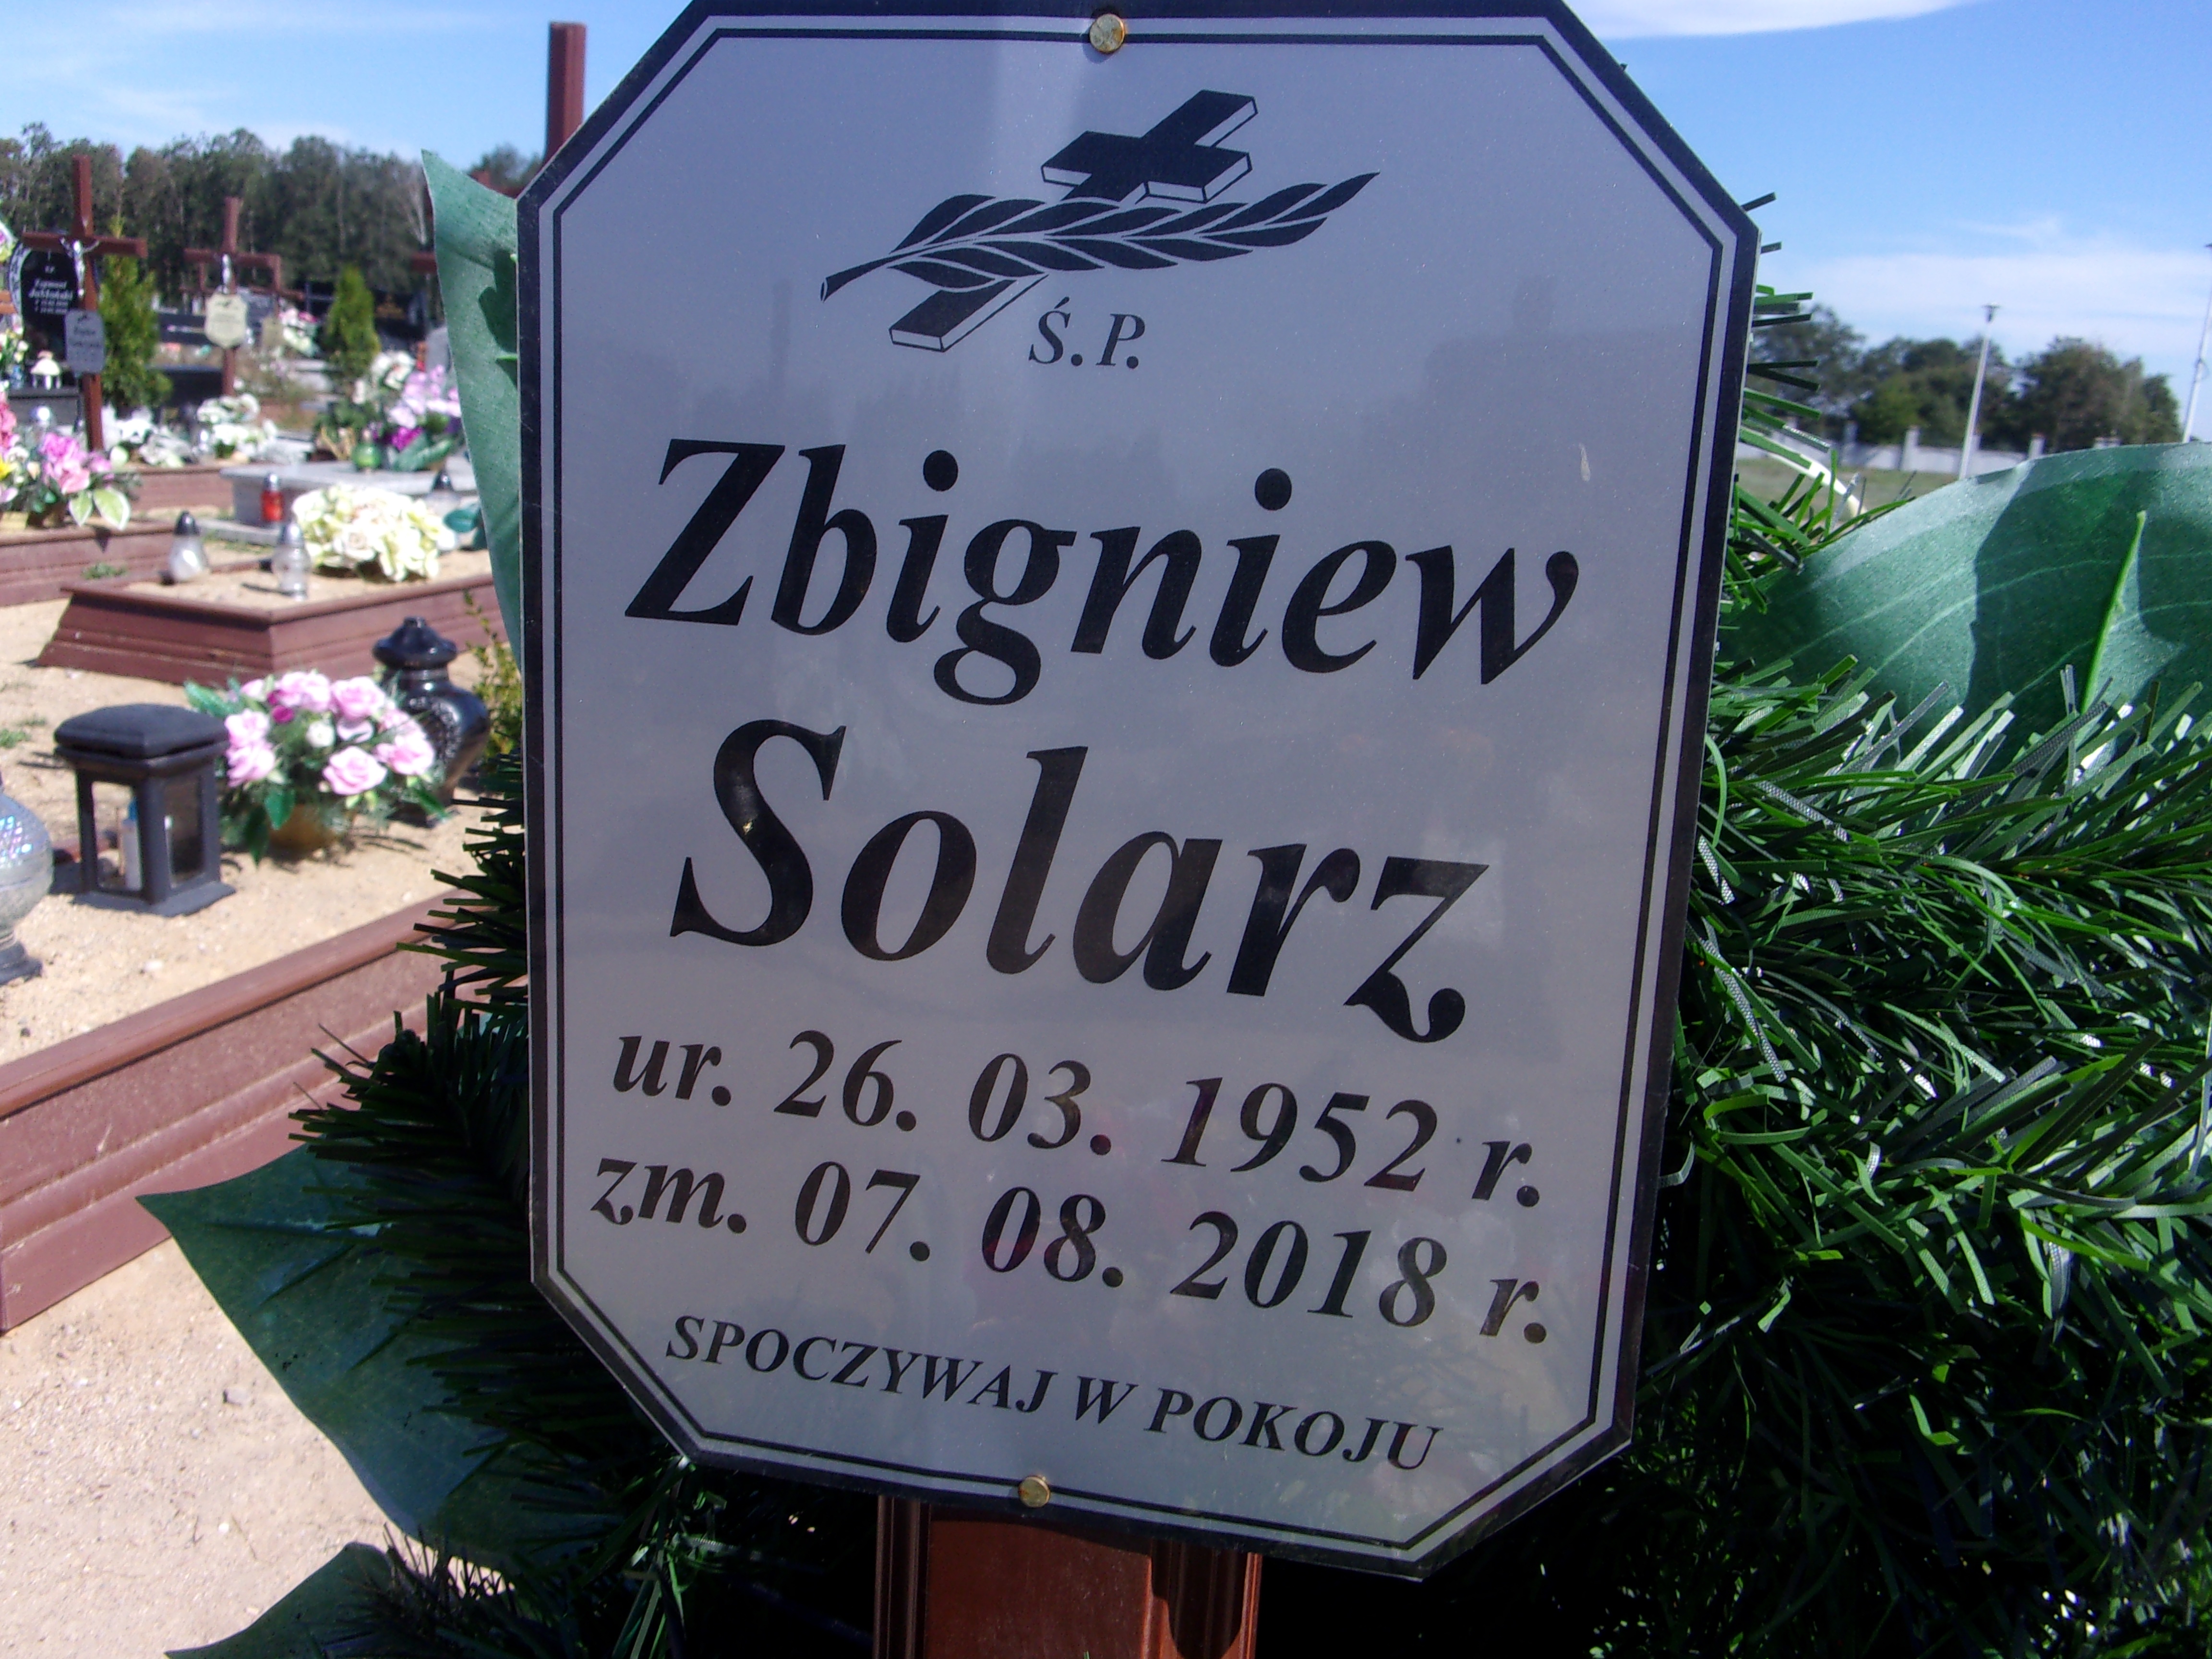 Ś.P.
Zbigniew
Solarz
ur. 26. 03. 1952 r.
zm. 07. 08. 2018 r.
SPOCZYWAJ W POKOJU